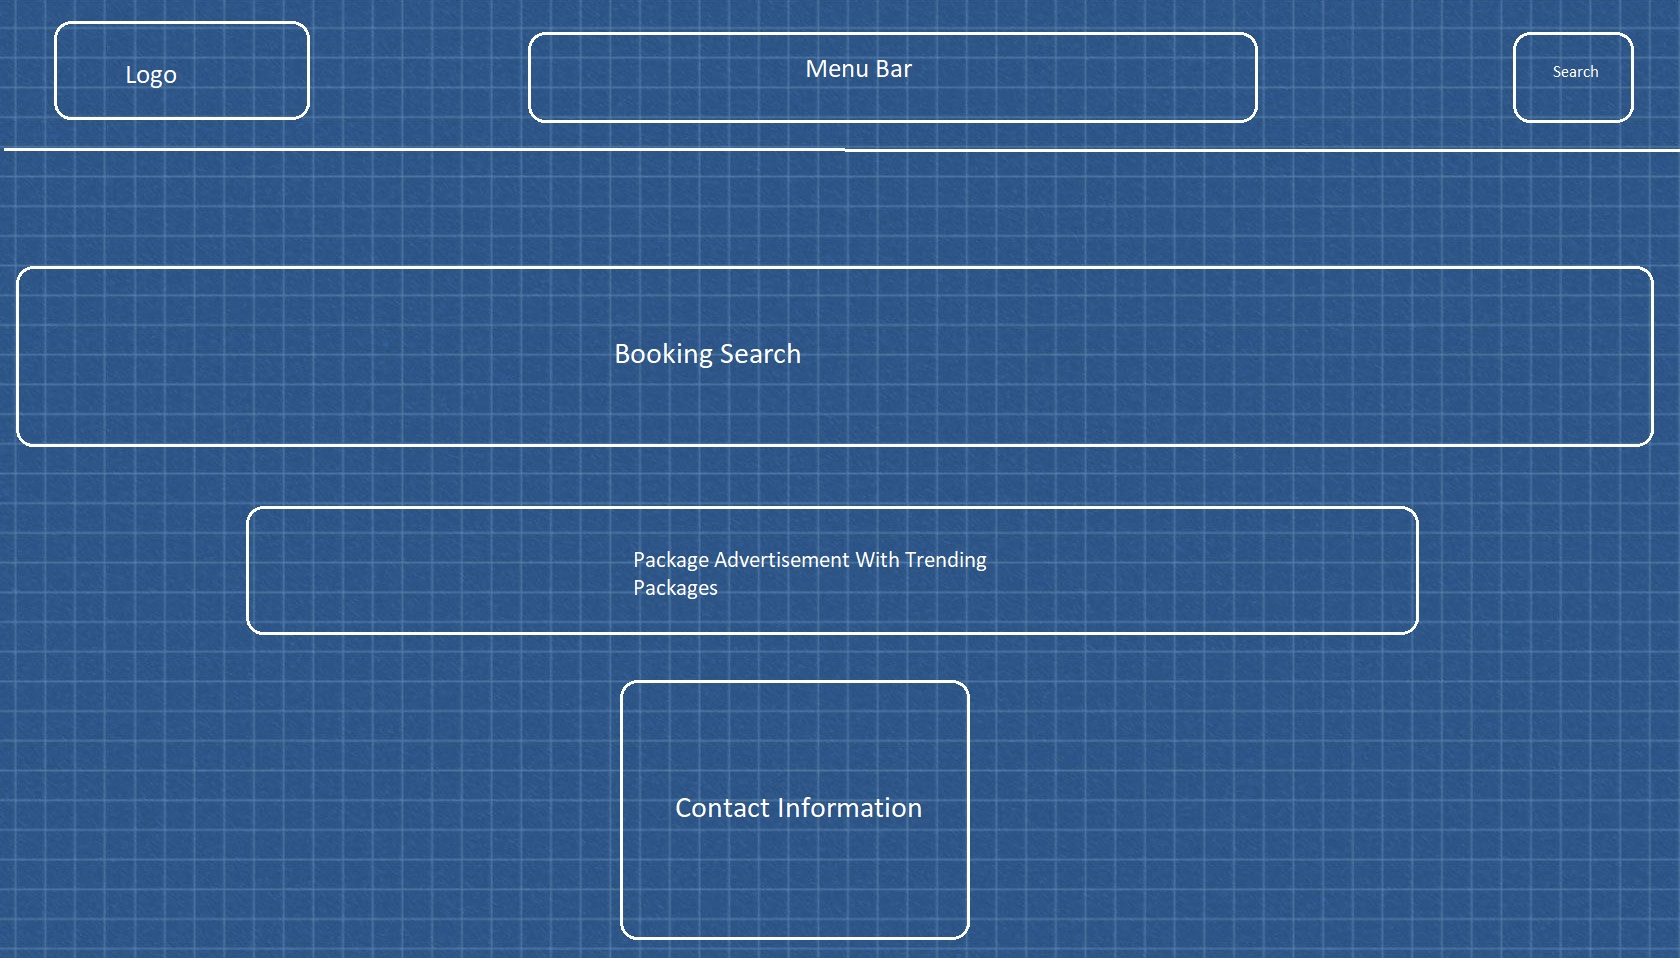 Logo
Menu Bar
Search
Booking Search
Package Advertisement With Trending
Packages
Contact Information